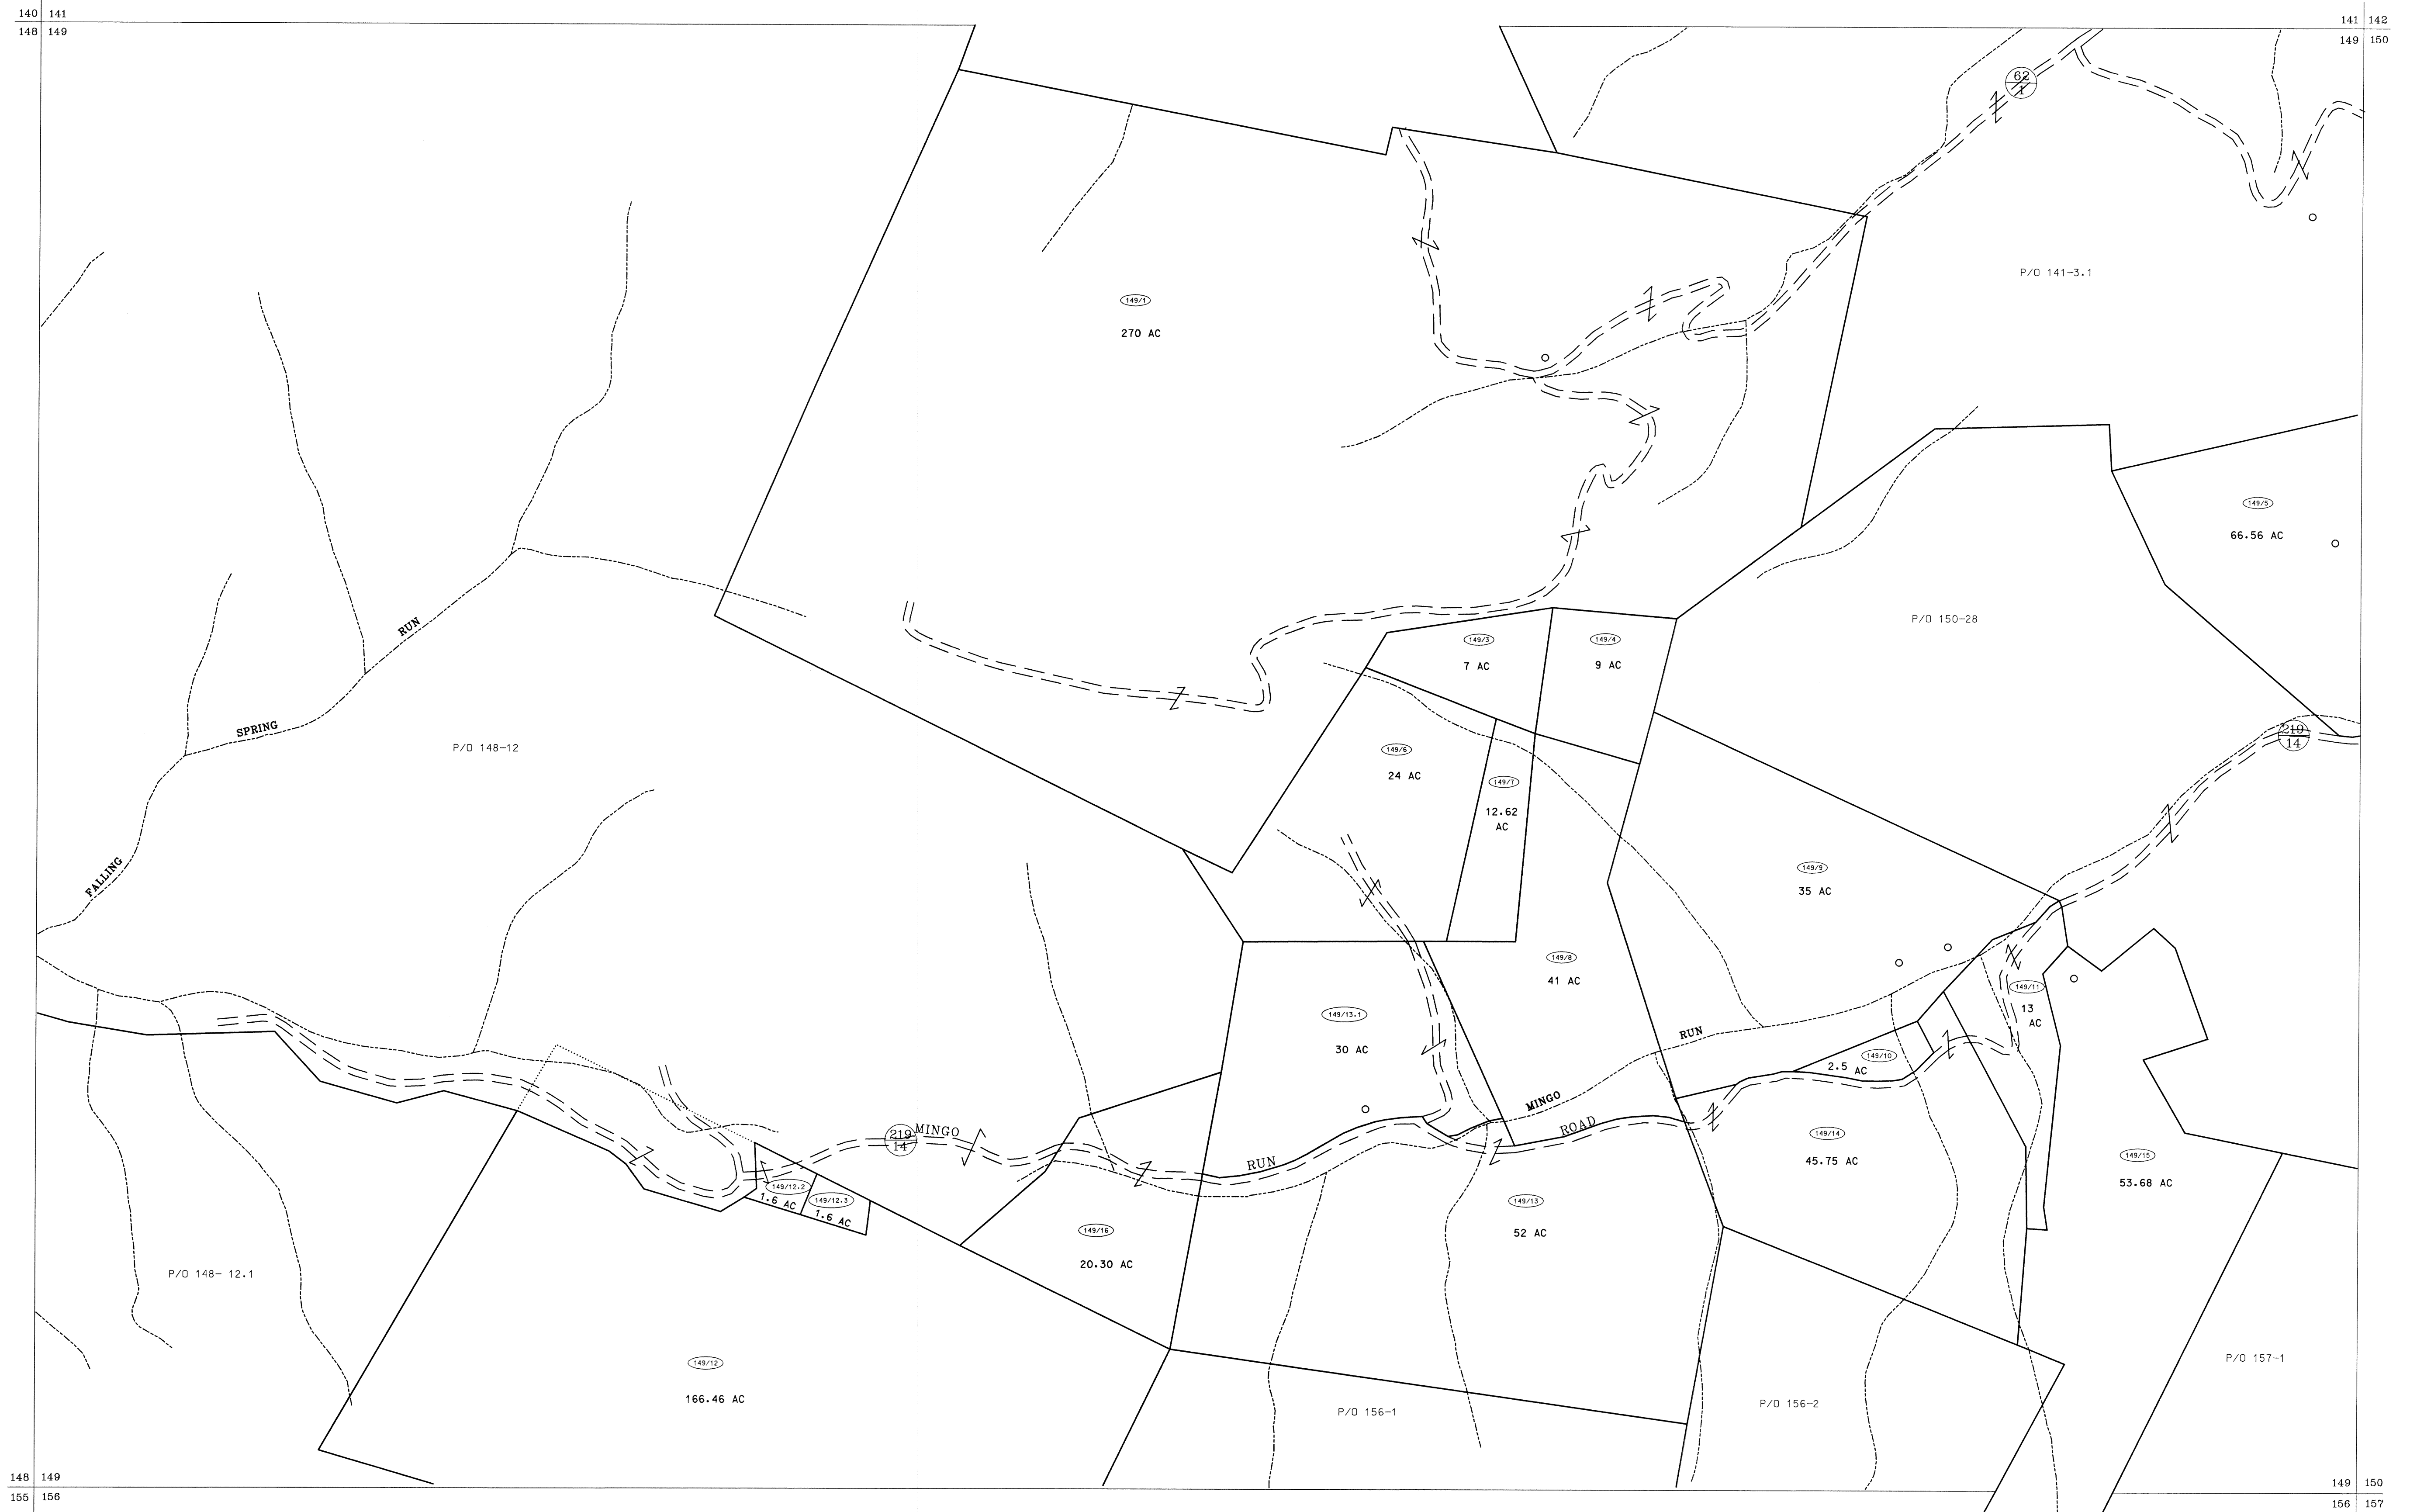 140 141
148 149
141 142
149 150
62
1
P/O 141-3.1
149/1
270 AC
149/5
66.56 AC
P/O 150-28
RUN
149/3
7 AC
149/4
9 AC
SPRING
P/O 148-12
219
14
149/6
24 AC
149/7
12.62
AC
FALLING
149/9
35 AC
149/8
41 AC
149/11
13
AC
149/13.1
30 AC
RUN
149/10
2.5 AC
MINGO
219
14
MINGO
ROAD
149/14
45.75 AC
RUN
149/15
53.68 AC
149/12.2
1.6 AC
149/12.3
1.6 AC
149/13
52 AC
149/16
20.30 AC
P/O 148- 12.1
149/12
166.46 AC
P/O 157-1
P/O 156-1
P/O 156-2
148 149
155 156
149 150
156 157